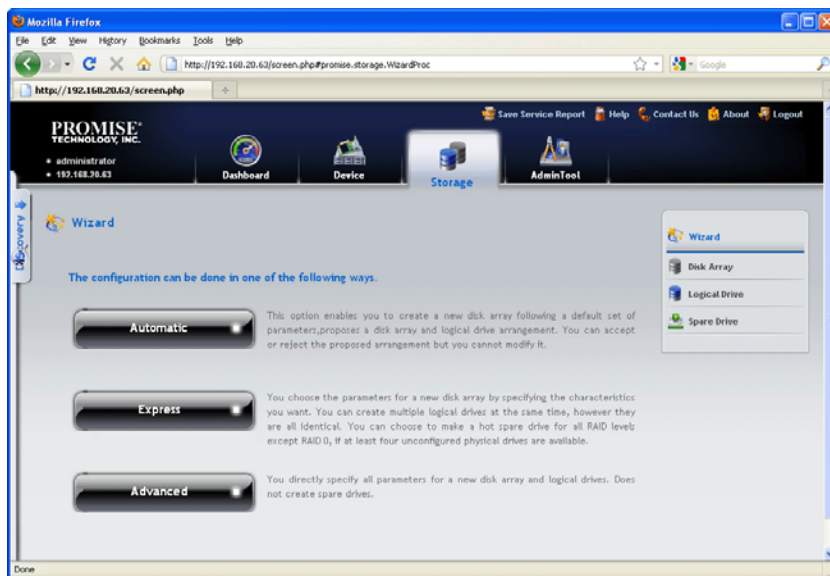 Mozilla Firefox
File Edit View History Bookmarks Tools Help
http://192.168.20.63/screen.php#promise.storage.WizardProc
Google
http://192.168.20.63/screen.php
Save Service Report Help Contact Us About Logout
PROMISE
TECHNOLOGY, INC.
administrator
192.168.20.63
Dashboard Device Storage AdminTool
Discovery
Wizard
The configuration can be done in one of the following ways.
Automatic
This option enables you to create a new disk array following a default set of
parameters,proposes a disk array and logical drive arrangement. You can accept
or reject the proposed arrangement but you cannot modify it.
Express
You choose the parameters for a new disk array by specifying the characteristics
you want. You can create multiple logical drives at the same time, however they
are all identical. You can choose to make a hot spare drive for all RAID levels
except RAID 0, if at least four unconfigured physical drives are available.
Advanced
You directly specify all parameters for a new disk array and logical drives. Does
not create spare drives.
Wizard
Disk Array
Logical Drive
Spare Drive
Done